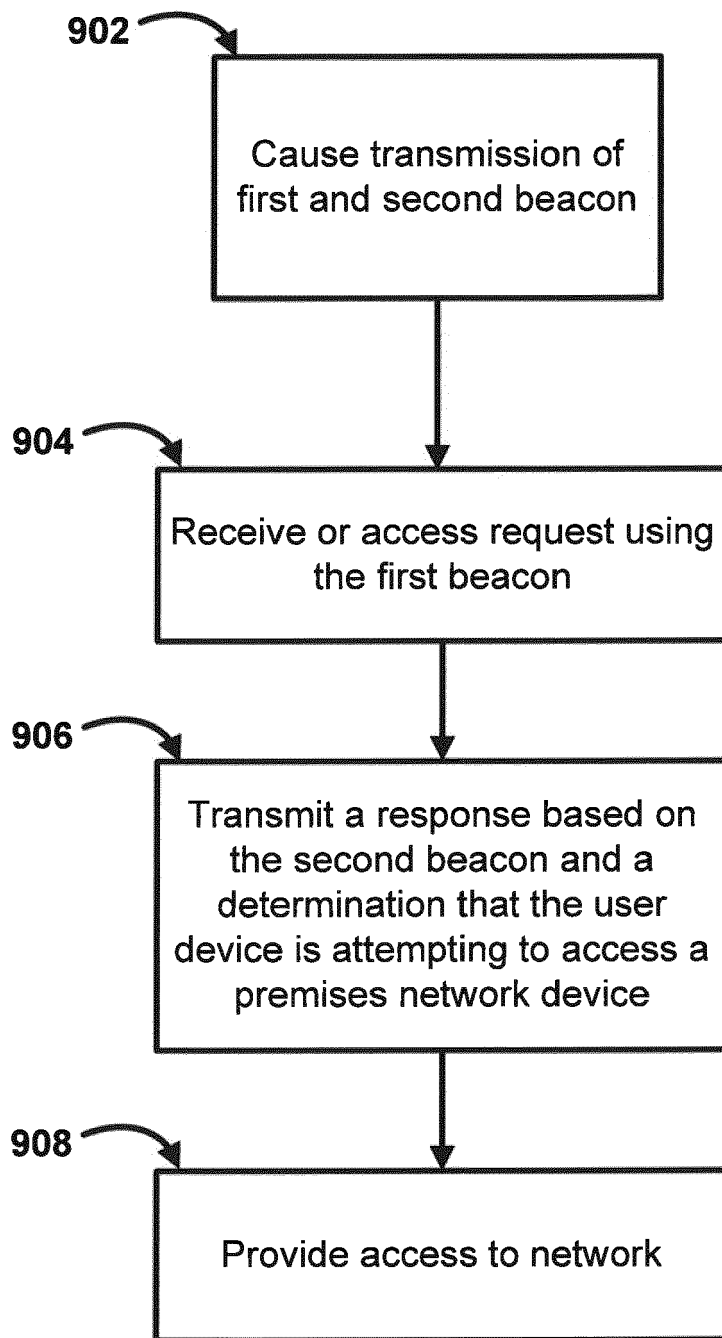 902
Cause transmission of
first and second beacon
904
Receive or access request using
the first beacon
906
Transmit a response based on
the second beacon and a
determination that the user
device is attempting to access a
premises network device
908
Provide access to network